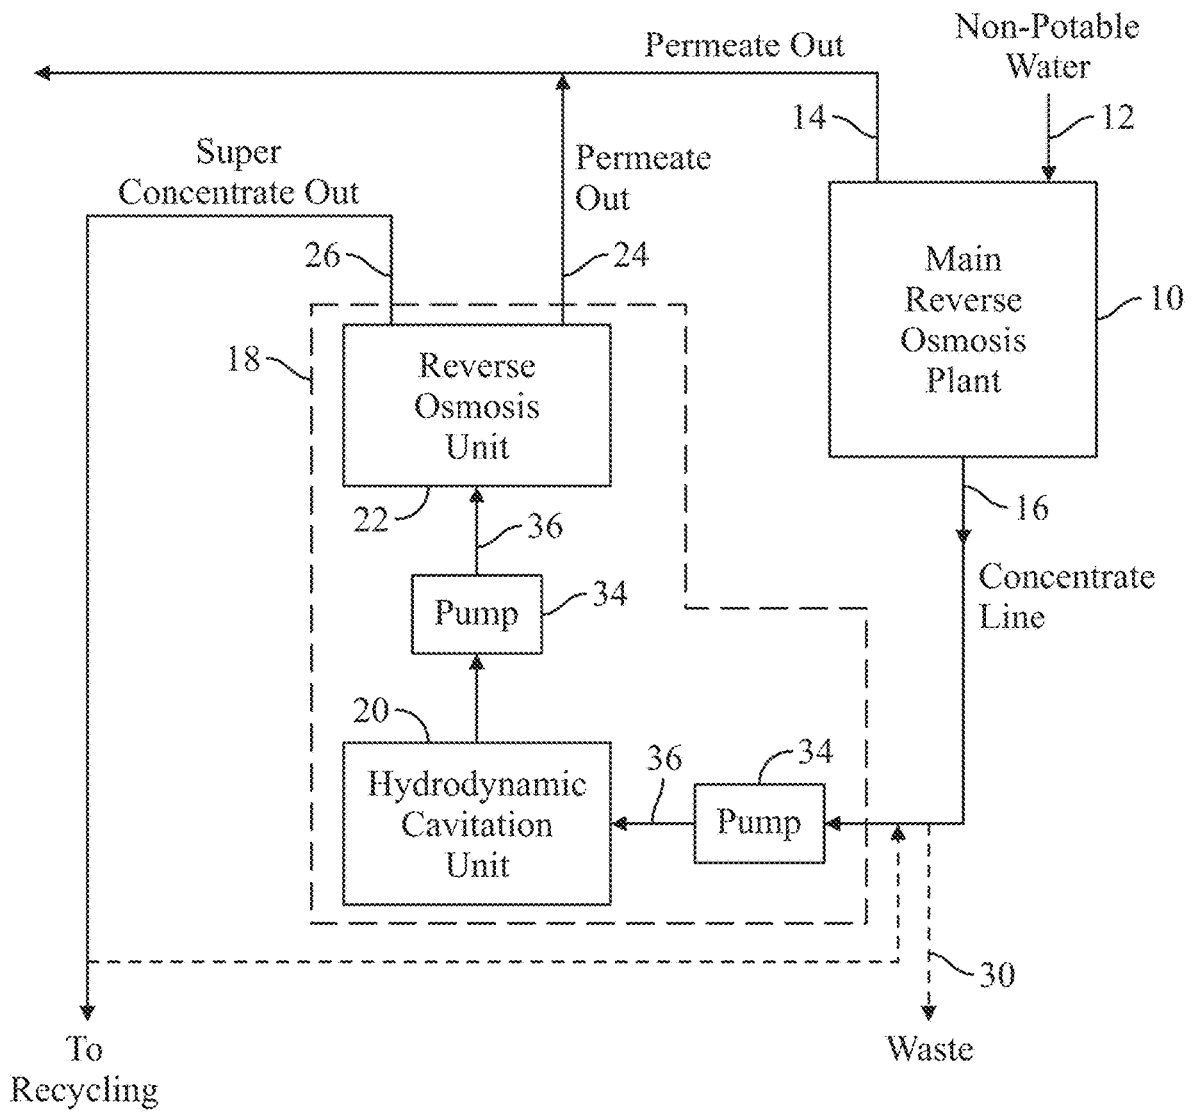 Non-Potable
Water
Permeate Out
14
12
Super
Concentrate Out
Permeate
Out
26
24
Main
Reverse
Osmosis
Plant
10
18
Reverse
Osmosis
Unit
22
36
16
Concentrate
Line
Pump
34
20
Hydrodynamic
Cavitation
Unit
36
34
Pump
30
To
Recycling
Waste